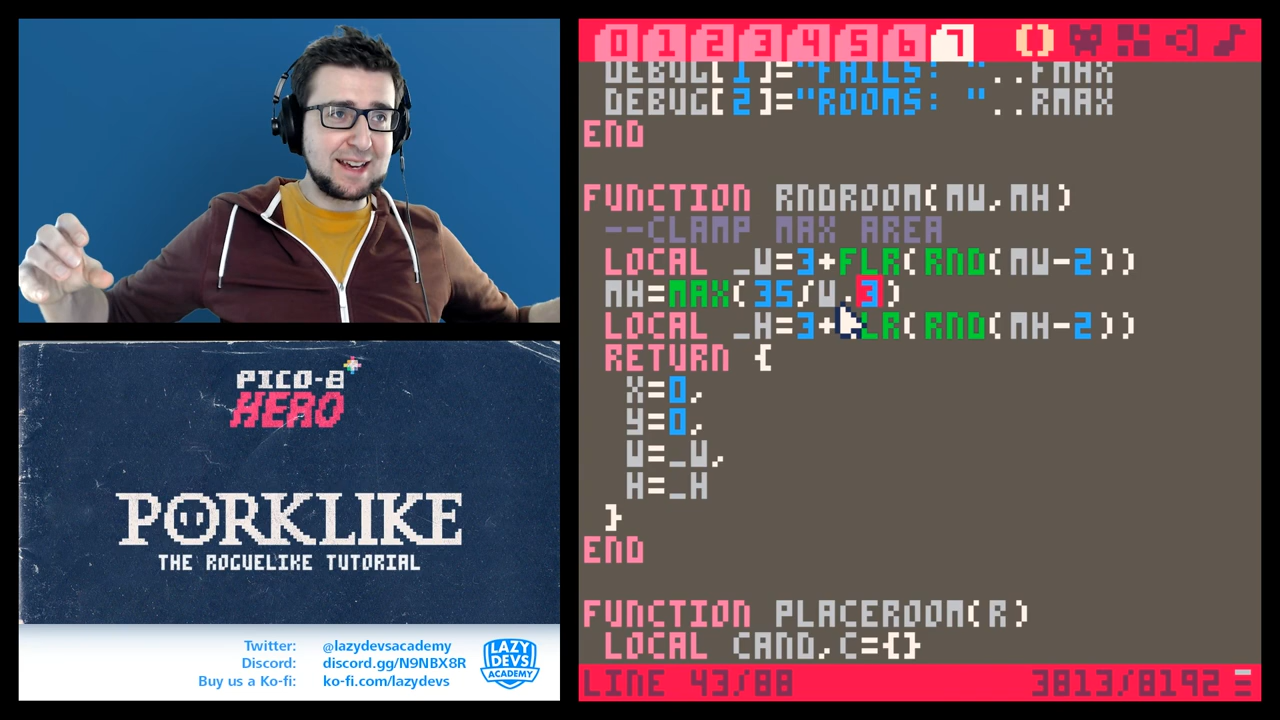 0 1 2 3 4 5 6 7
DEBUG[1]="FAILS: "..FMAX
DEBUG[2]="ROOMS: "..RMAX
END
FUNCTION RNDROOM(MW,MH)
--CLAMP MAX AREA
LOCAL _W=3+FLR(RND(MW-2))
MH=MAX(35/W,3)
LOCAL _H=3+FLR(RND(MH-2))
RETURN {
X=0,
Y=0,
W=_W,
H=_H
}
END
FUNCTION PLACEROOM(R)
LOCAL CAND,C={}
LINE 43/88
3813/8192
PICO-8
HERO
PORKLIKE
THE ROGUELIKE TUTORIAL
Twitter: @lazydevsacademy
Discord: discord.gg/N9NBX8R
Buy us a Ko-fi: ko-fi.com/lazydevs
LAZY
DEVS
ACADEMY